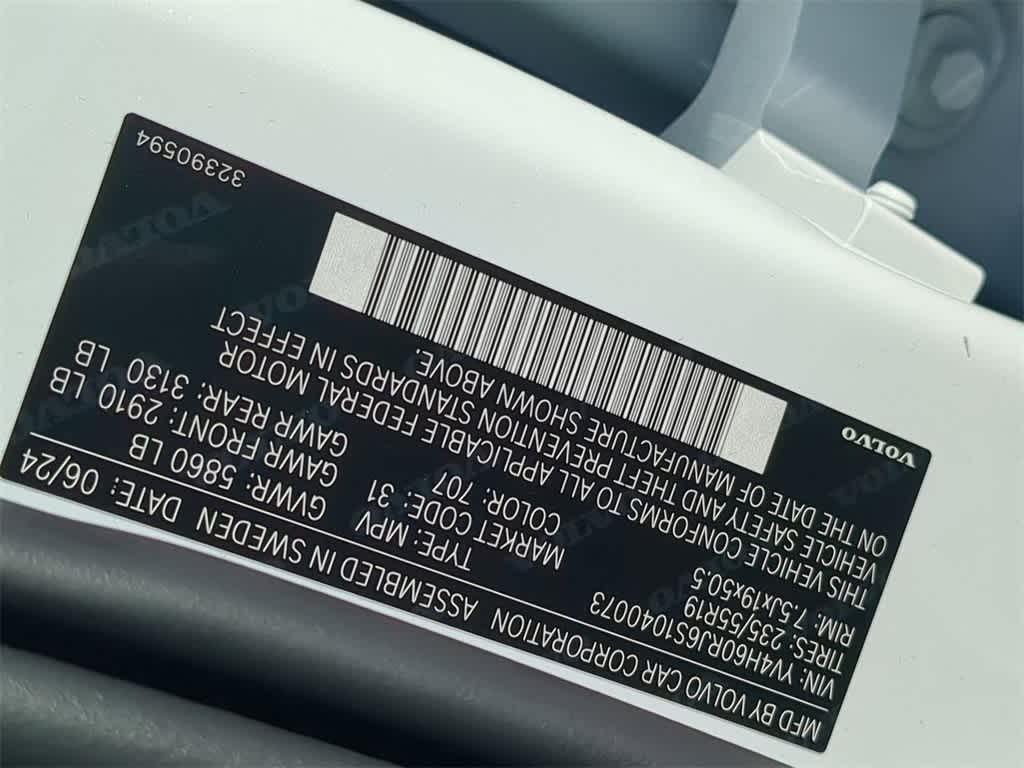 MFD BY VOLVO CAR CORPORATION ASSEMBLED IN SWEDEN DATE: 06/24
VIN: YV4H60RJ6S1040073 TYPE: MPV GVWR: 5860 LB
TIRES: 235/55R19 MARKET CODE: 31 GAWR FRONT: 2910 LB
RIM: 7.5Jx19x50.5 COLOR: 707 GAWR REAR: 3130 LB
THIS VEHICLE CONFORMS TO ALL APPLICABLE FEDERAL MOTOR
VEHICLE SAFETY AND THEFT PREVENTION STANDARDS IN EFFECT
ON THE DATE OF MANUFACTURE SHOWN ABOVE.
VOLVO
32390594